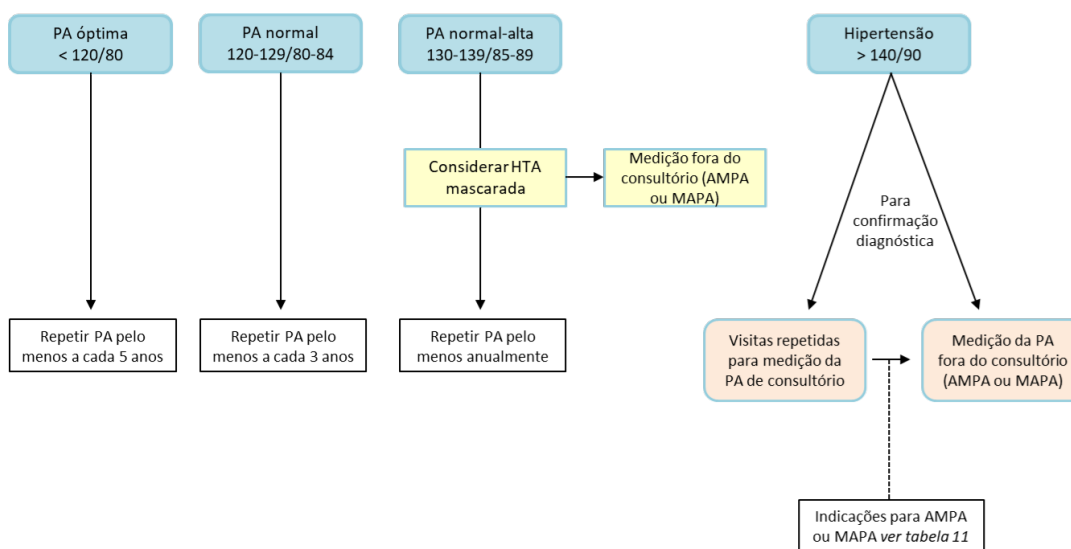 PA óptima
< 120/80
PA normal
120-129/80-84
PA normal-alta
130-139/85-89
Hipertensão
> 140/90
Considerar HTA
mascarada
Medição fora do
consultório (AMPA
ou MAPA)
Para
confirmação
diagnóstica
Repetir PA pelo
menos a cada 5 anos
Repetir PA pelo
menos a cada 3 anos
Repetir PA pelo
menos anualmente
Visitas repetidas
para medição da
PA de consultório
Medição da PA
fora do consultório
(AMPA ou MAPA)
Indicações para AMPA
ou MAPA ver tabela 11